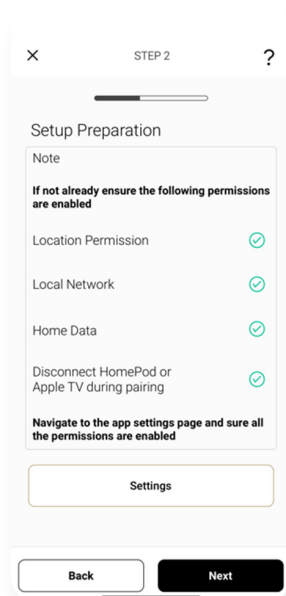 STEP 2
?
Setup Preparation
Note
If not already ensure the following permissions
are enabled
Location Permission
Local Network
Home Data
Disconnect HomePod or
Apple TV during pairing
Navigate to the app settings page and sure all
the permissions are enabled
Settings
Back
Next